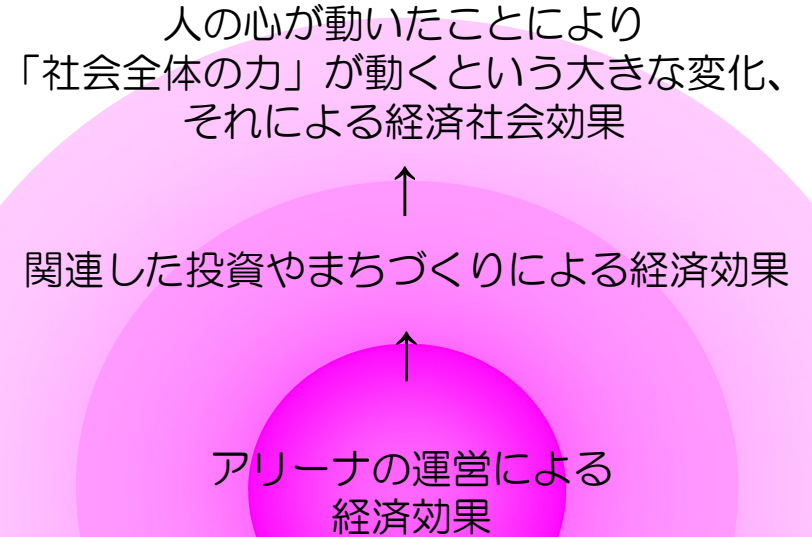 人の心が動いたことにより
「社会全体の力」が動くという大きな変化、
それによる経済社会効果
↑
関連した投資やまちづくりによる経済効果
↑
アリーナの運営による
経済効果